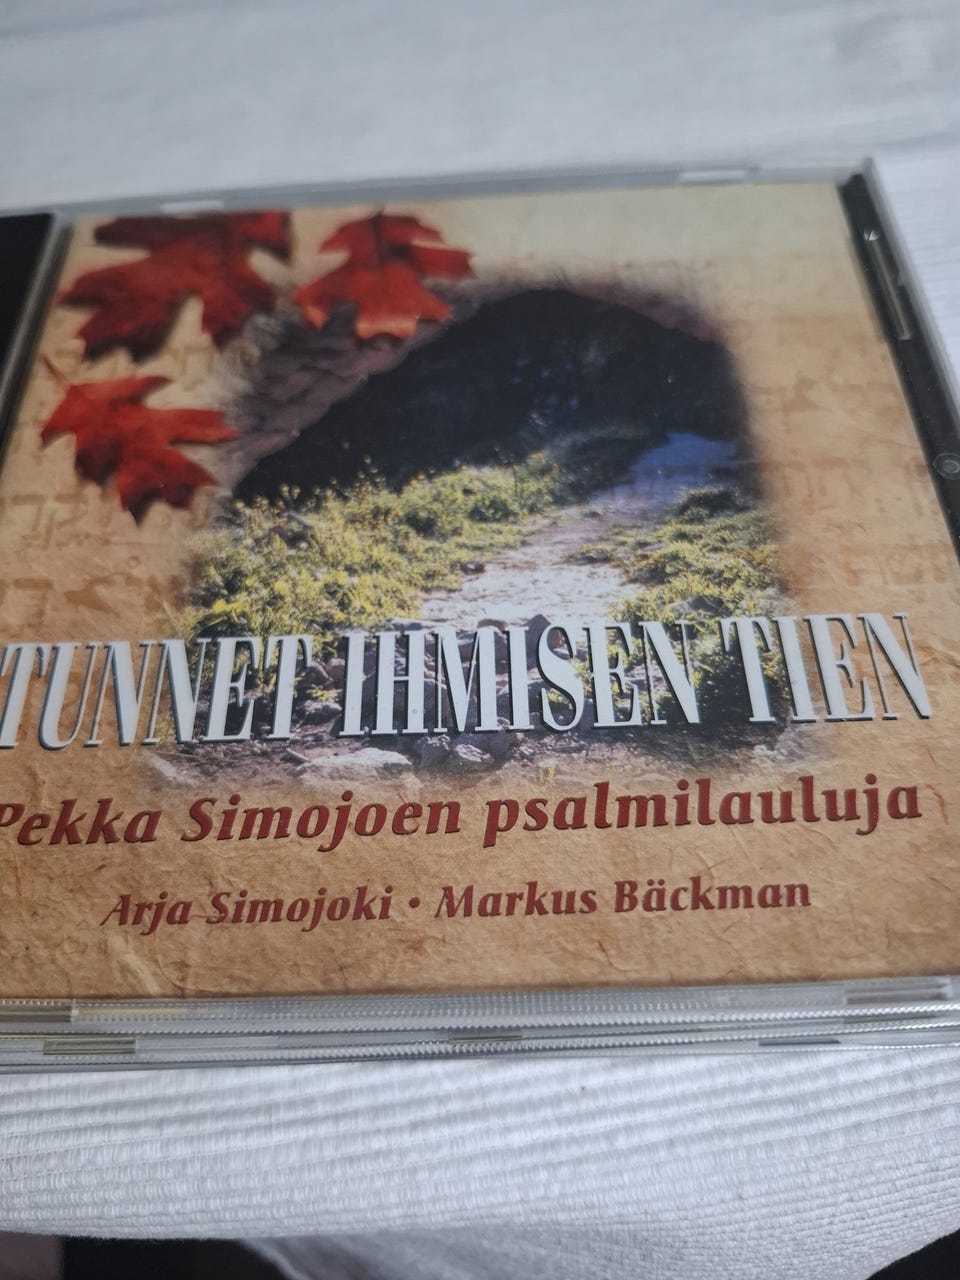 TUNNET IHMISEN TIEN
Pekka Simojoen psalmilauluja
Arja Simojoki • Markus Bäckman